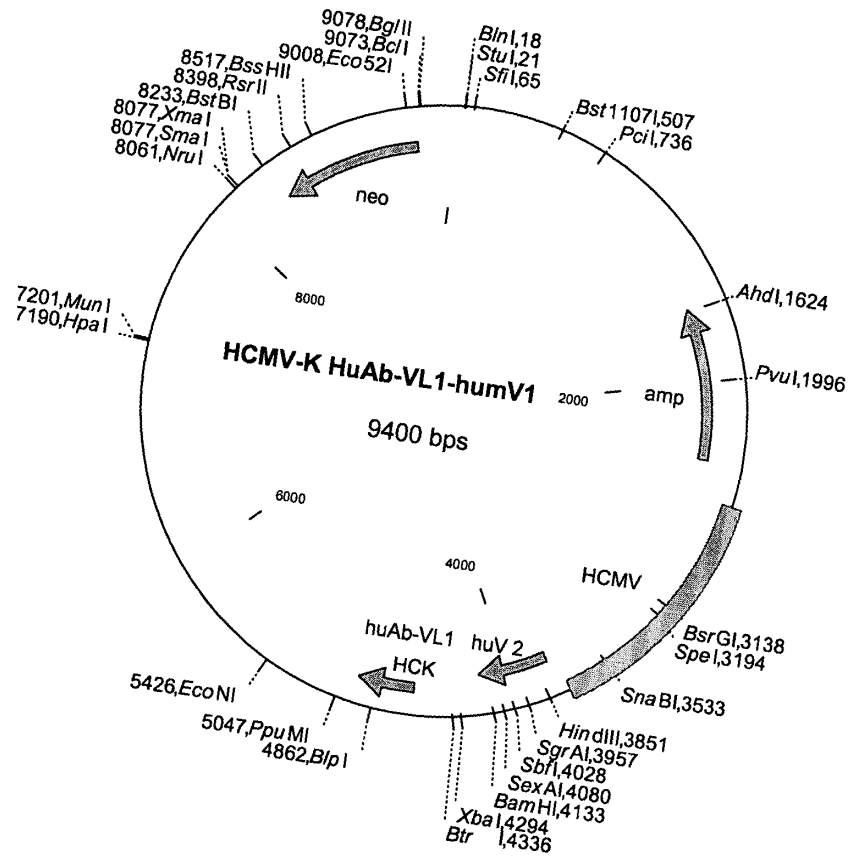 9078,BglII
9073,BclI
9008,Eco52I
8517,BssHII
8398,RsrII
8233,BstBI
8077,XmaI
8077,SmaI
8061,NruI
BlnI,18
StuI,21
SfiI,65
Bst1107I,507
PciI,736
neo
8000
7201,MunI
7190,HpaI
AhdI,1624
HCMV-K HuAb-VL1-humV1
2000
amp
PvuI,1996
9400 bps
6000
4000
HCMV
huAb-VL1 huV 2
HCK
BsrGI,3138
SpeI,3194
SnaBI,3533
5426,EcoNI
5047,PpuMI
4862,BlpI
HindIII,3851
SgrAI,3957
SbfI,4028
SexAI,4080
BamHI,4133
XbaI,4294
Btr I,4336